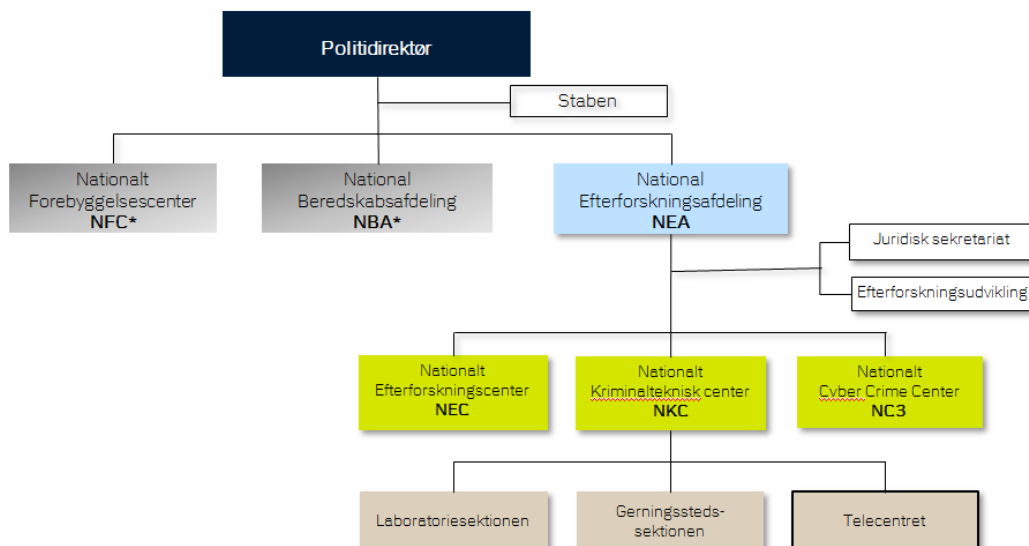 Politidirektør
Staben
Nationalt
Forebyggelsescenter
NFC*
National
Beredskabsafdeling
NBA*
National
Efterforskningsafdeling
NEA
Juridisk sekretariat
Efterforskningsudvikling
Nationalt
Efterforskningscenter
NEC
Nationalt
Kriminalteknisk center
NKC
Nationalt
Cyber Crime Center
NC3
Laboratoriesektionen
Gerningssteds-
sektionen
Telecentret